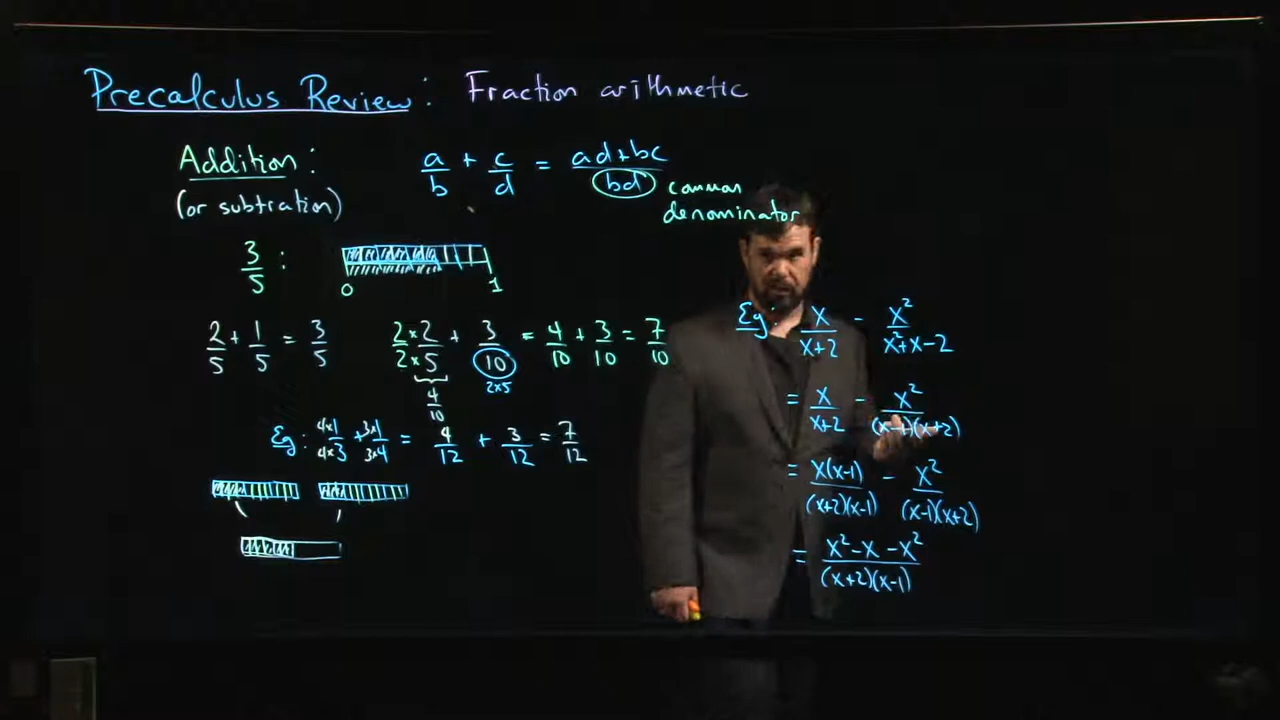 Precalculus Review: Fraction arithmetic
Addition:
(or subtration)
a/b + c/d = ad+bc/bd
common
denominator
3/5 :
0 1
2/5 + 1/5 = 3/5
2×2/2×5 + 3/10 = 4/10 + 3/10 = 7/10
4/10
2×5
Eg: 4×1/4×3 + 3×1/3×4 = 4/12 + 3/12 = 7/12
Eg: x/x+2 - x²/x²+x-2
= x/x+2 - x²/(x-1)(x+2)
= x(x-1)/(x+2)(x-1) - x²/(x-1)(x+2)
= x²-x-x²/(x+2)(x-1)